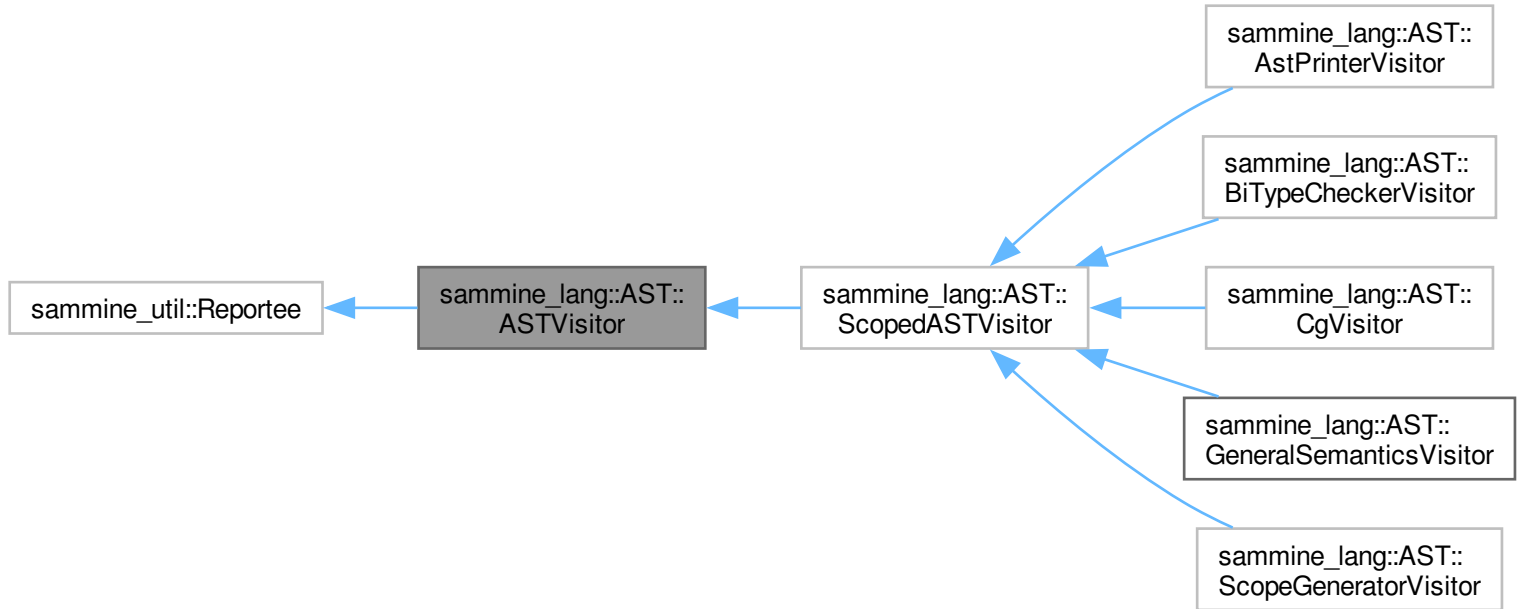 sammine_lang::AST::
AstPrinterVisitor
sammine_lang::AST::
BiTypeCheckerVisitor
sammine_util::Reportee
sammine_lang::AST::
ASTVisitor
sammine_lang::AST::
ScopedASTVisitor
sammine_lang::AST::
CgVisitor
sammine_lang::AST::
GeneralSemanticsVisitor
sammine_lang::AST::
ScopeGeneratorVisitor